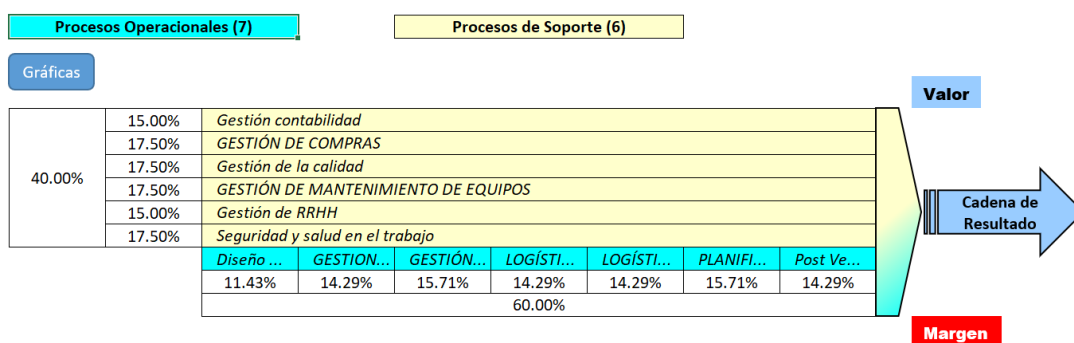 Procesos Operacionales (7)
Procesos de Soporte (6)
Gráficas
Valor
15.00% Gestión contabilidad
17.50% GESTIÓN DE COMPRAS
17.50% Gestión de la calidad
40.00%
17.50% GESTIÓN DE MANTENIMIENTO DE EQUIPOS
15.00% Gestión de RRHH
17.50% Seguridad y salud en el trabajo
Cadena de
Resultado
Diseño ... GESTION... GESTIÓN... LOGÍSTI... LOGÍSTI... PLANIFI... Post Ve...
11.43% 14.29% 15.71% 14.29% 14.29% 15.71% 14.29%
60.00%
Margen